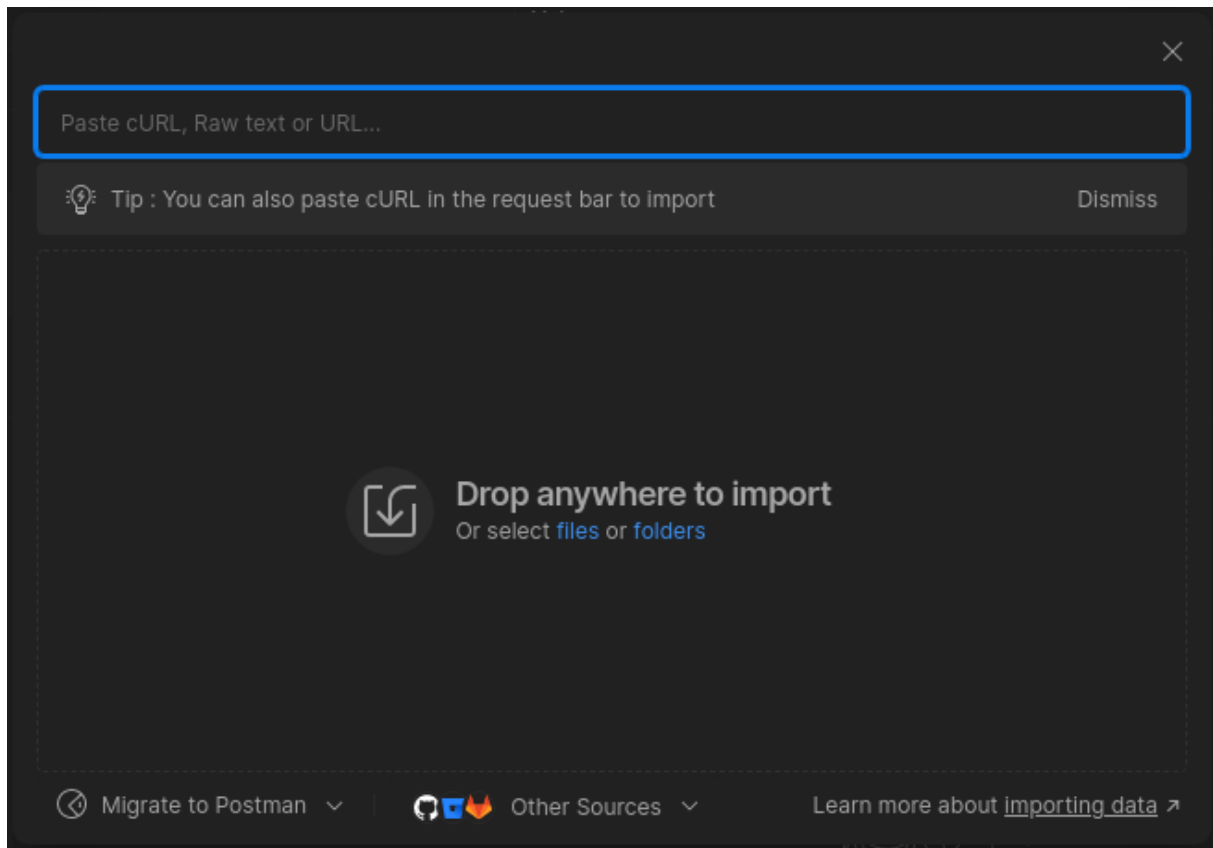 Paste cURL, Raw text or URL...
Tip : You can also paste cURL in the request bar to import
Dismiss
Drop anywhere to import
Or select files or folders
Migrate to Postman
Other Sources
Learn more about importing data